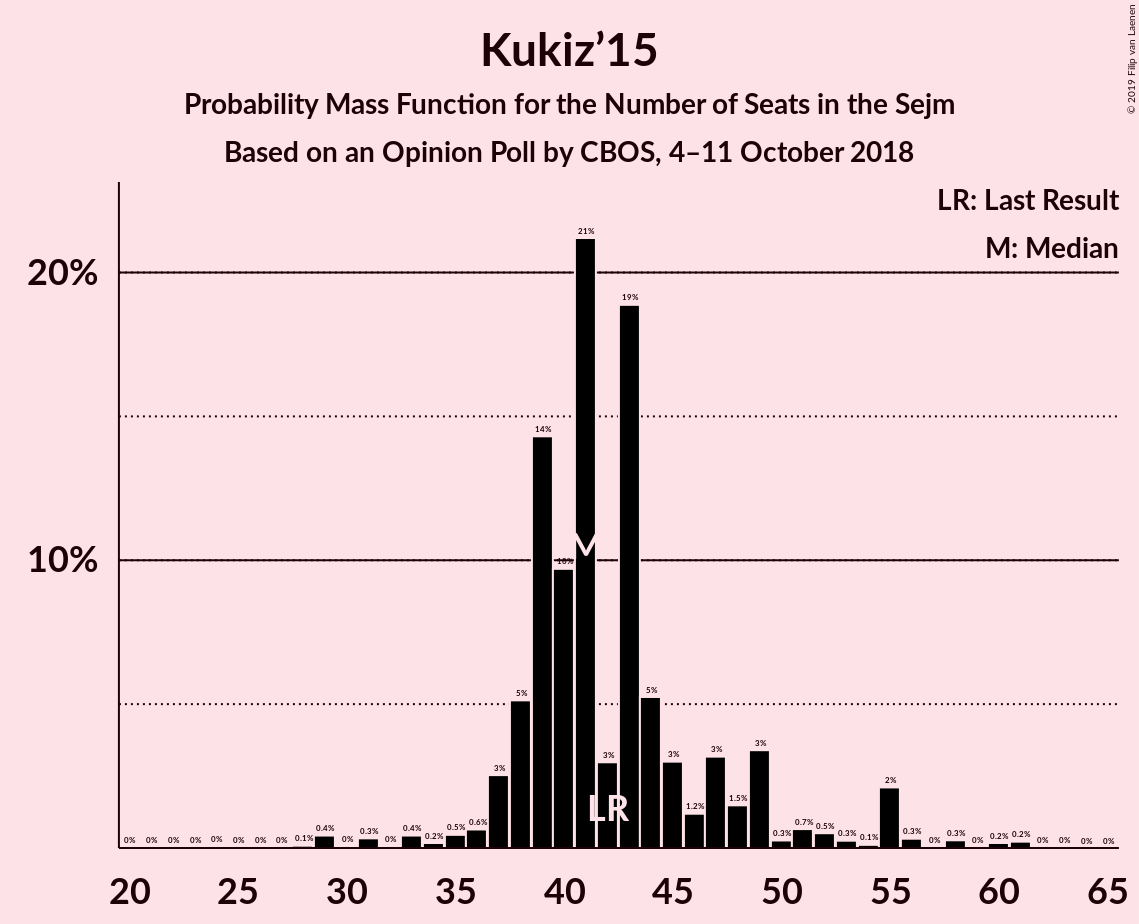 Kukiz’15
Probability Mass Function for the Number of Seats in the Sejm
Based on an Opinion Poll by CBOS, 4–11 October 2018
© 2019 Filip van Laenen
LR: Last Result
M: Median
20%
10%
0% 0% 0% 0% 0% 0% 0% 0% 0.1% 0.4% 0% 0.3% 0% 0.4% 0.2% 0.5% 0.6% 3% 5% 14% 10% 21% 3% 19% 5% 3% 1.2% 3% 1.5% 3% 0.3% 0.7% 0.5% 0.3% 0.1% 2% 0.3% 0% 0.3% 0% 0.2% 0.2% 0% 0% 0% 0%
M
LR
20 25 30 35 40 45 50 55 60 65